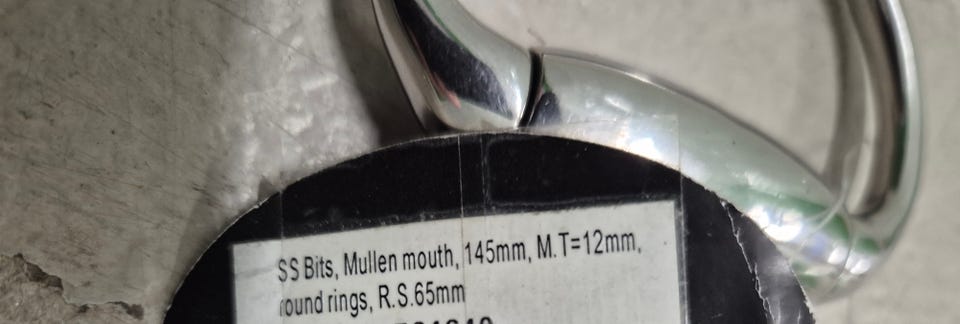 SS Bits, Mullen mouth, 145mm, M.T=12mm,
round rings, R.S.65mm